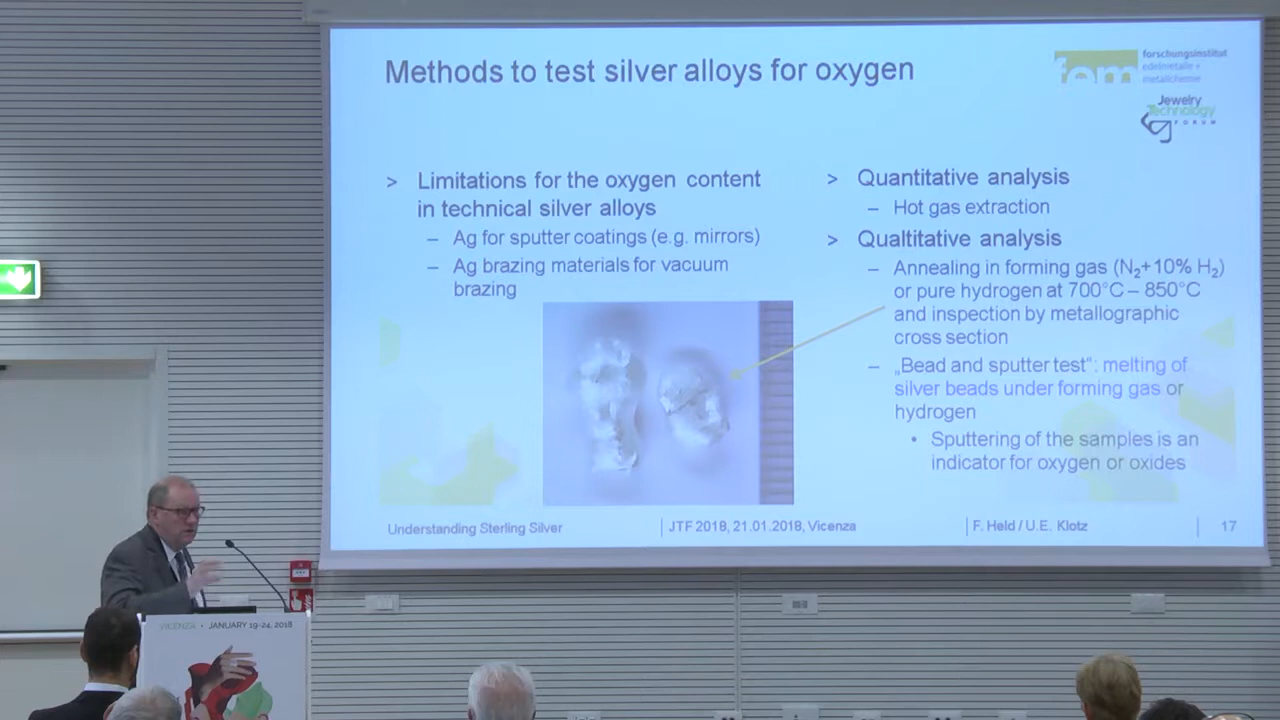 Methods to test silver alloys for oxygen
fem
forschungsinstitut
edelmetalle +
metallchemie
Jewelry
Technology
FORUM
> Limitations for the oxygen content
in technical silver alloys
– Ag for sputter coatings (e.g. mirrors)
– Ag brazing materials for vacuum
brazing
> Quantitative analysis
– Hot gas extraction
> Qualtitative analysis
– Annealing in forming gas (N₂+10% H₂)
or pure hydrogen at 700°C – 850°C
and inspection by metallographic
cross section
– „Bead and sputter test“: melting of
silver beads under forming gas or
hydrogen
• Sputtering of the samples is an
indicator for oxygen or oxides
Understanding Sterling Silver
JTF 2018, 21.01.2018, Vicenza
F. Held / U.E. Klotz
17
VICENZA • JANUARY 19-24, 2018